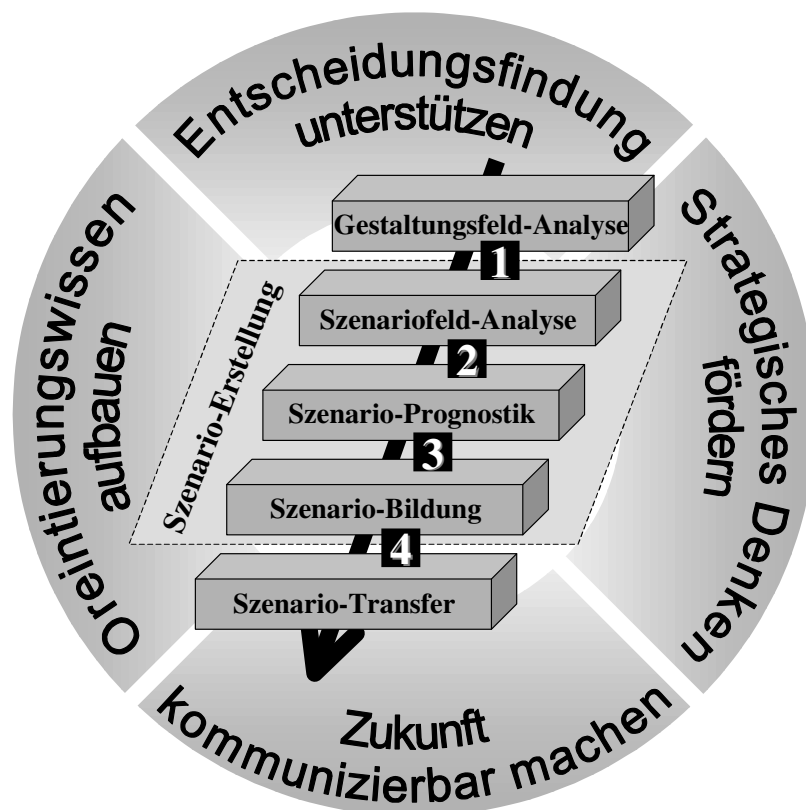 Entscheidungsfindung
unterstützen
Gestaltungsfeld-Analyse
1
Szenariofeld-Analyse
2
Szenario-Prognostik
3
Szenario-Bildung
4
Szenario-Transfer
Szenario-Erstellung
Strategisches Denken
fördern
Zukunft
kommunizierbar machen
Oreintierungswissen
aufbauen